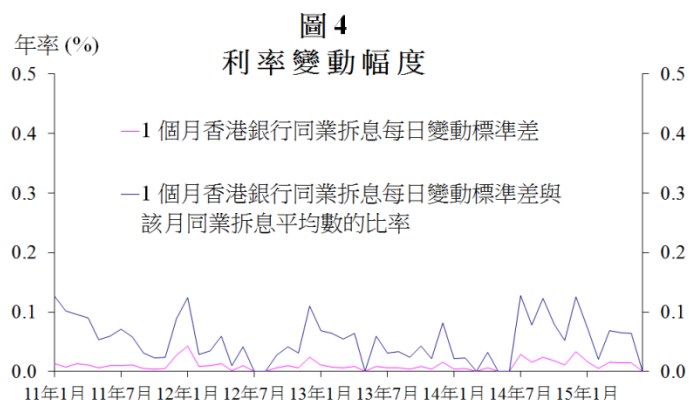 圖 4
年率 (%)
利率變動幅度
0.5 0.5
0.4 0.4
1 個月香港銀行同業拆息每日變動標準差
0.3 0.3
1 個月香港銀行同業拆息每日變動標準差與
該月同業拆息平均數的比率
0.2 0.2
0.1 0.1
0.0 0.0
11年1月 11年7月 12年1月 12年7月 13年1月 13年7月 14年1月 14年7月 15年1月